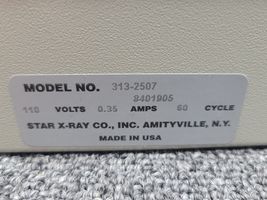 MODEL NO. 313-2507
8401905
110 VOLTS 0.35 AMPS 60 CYCLE
STAR X-RAY CO., INC. AMITYVILLE, N.Y.
MADE IN USA